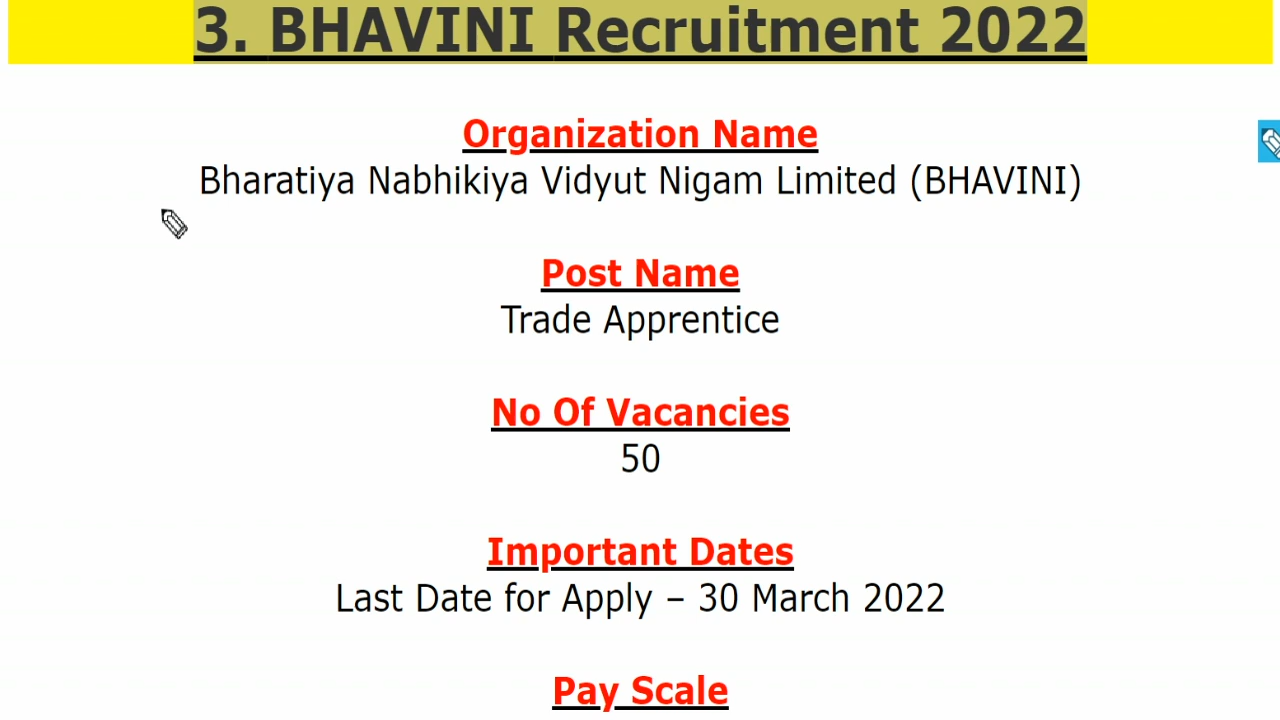 3. BHAVINI Recruitment 2022
Organization Name
Bharatiya Nabhikiya Vidyut Nigam Limited (BHAVINI)
Post Name
Trade Apprentice
No Of Vacancies
50
Important Dates
Last Date for Apply – 30 March 2022
Pay Scale